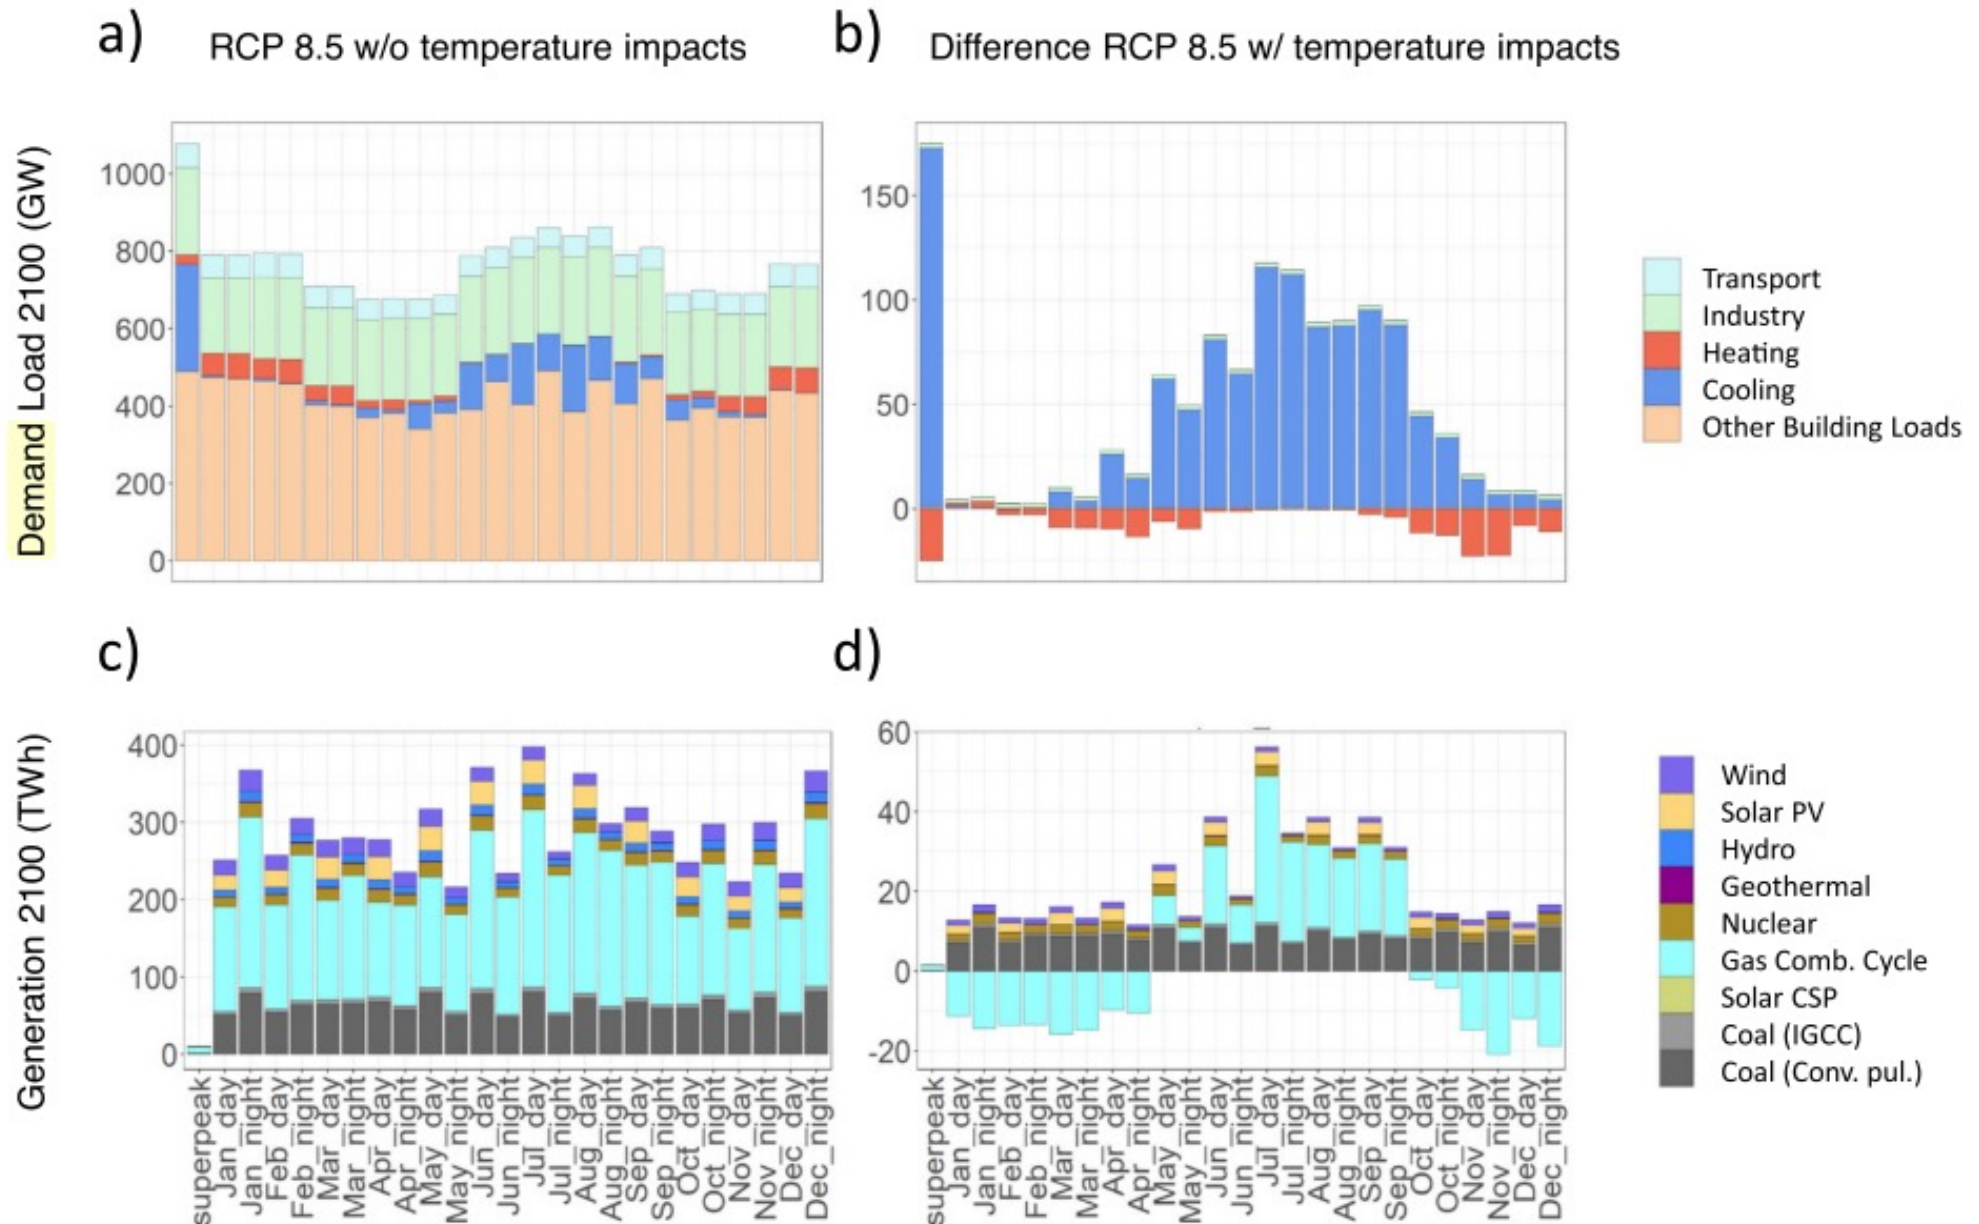 a)
RCP 8.5 w/o temperature impacts
b)
Difference RCP 8.5 w/ temperature impacts
Demand Load 2100 (GW)
1000
800
600
400
200
0
150
100
50
0
Transport
Industry
Heating
Cooling
Other Building Loads
c)
d)
Generation 2100 (TWh)
400
300
200
100
0
60
40
20
0
-20
Wind
Solar PV
Hydro
Geothermal
Nuclear
Gas Comb. Cycle
Solar CSP
Coal (IGCC)
Coal (Conv. pul.)
superpeak
Jan_day
Jan_night
Feb_day
Feb_night
Mar_day
Mar_night
Apr_day
Apr_night
May_day
May_night
Jun_day
Jun_night
Jul_day
Jul_night
Aug_day
Aug_night
Sep_day
Sep_night
Oct_day
Oct_night
Nov_day
Nov_night
Dec_day
Dec_night
superpeak
Jan_day
Jan_night
Feb_day
Feb_night
Mar_day
Mar_night
Apr_day
Apr_night
May_day
May_night
Jun_day
Jun_night
Jul_day
Jul_night
Aug_day
Aug_night
Sep_day
Sep_night
Oct_day
Oct_night
Nov_day
Nov_night
Dec_day
Dec_night